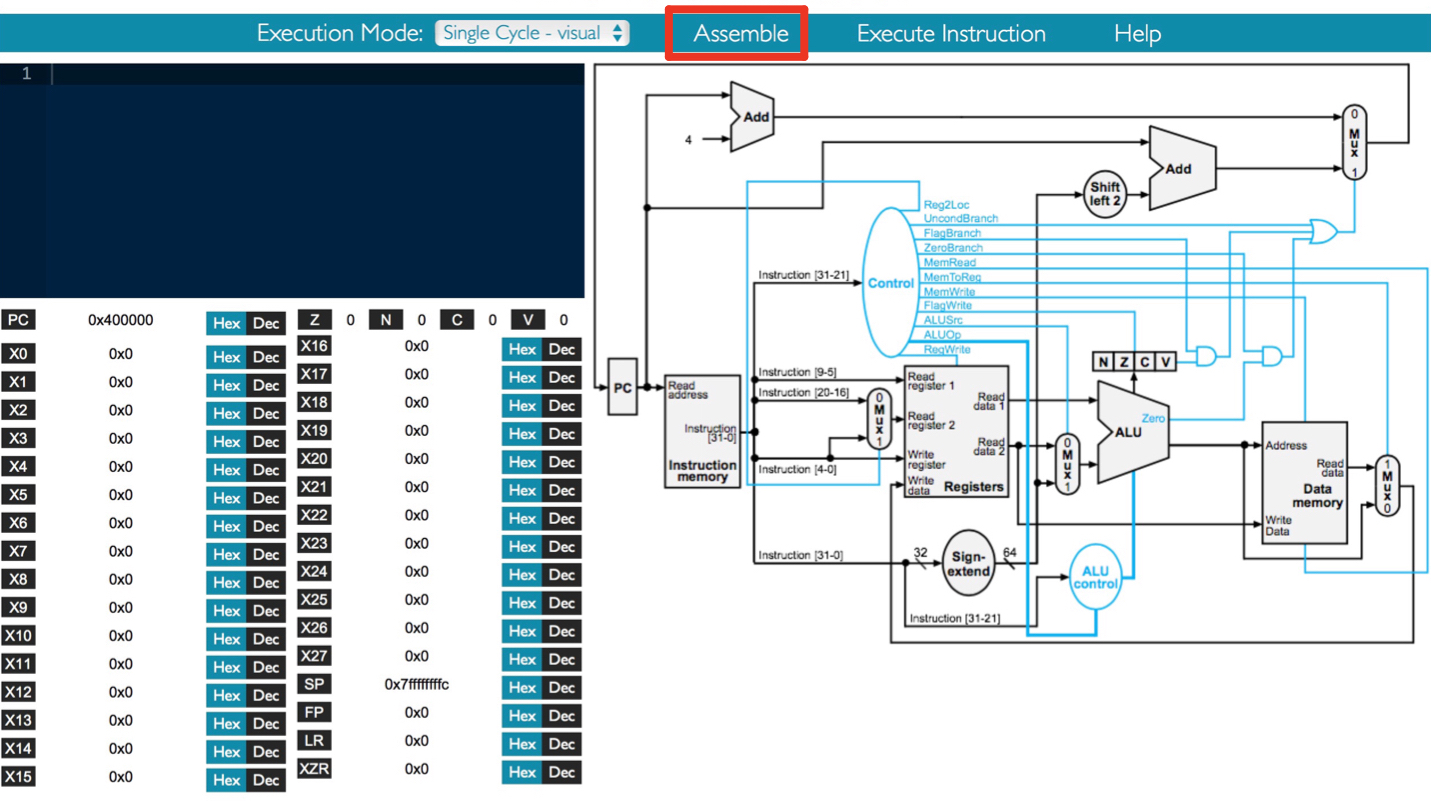 Execution Mode: Single Cycle - visual Assemble Execute Instruction Help
1
PC 0x400000 Hex Dec Z 0 N 0 C 0 V 0
X0 0x0 Hex Dec
X1 0x0 Hex Dec
X2 0x0 Hex Dec
X3 0x0 Hex Dec
X4 0x0 Hex Dec
X5 0x0 Hex Dec
X6 0x0 Hex Dec
X7 0x0 Hex Dec
X8 0x0 Hex Dec
X9 0x0 Hex Dec
X10 0x0 Hex Dec
X11 0x0 Hex Dec
X12 0x0 Hex Dec
X13 0x0 Hex Dec
X14 0x0 Hex Dec
X15 0x0 Hex Dec
X16 0x0 Hex Dec
X17 0x0 Hex Dec
X18 0x0 Hex Dec
X19 0x0 Hex Dec
X20 0x0 Hex Dec
X21 0x0 Hex Dec
X22 0x0 Hex Dec
X23 0x0 Hex Dec
X24 0x0 Hex Dec
X25 0x0 Hex Dec
X26 0x0 Hex Dec
X27 0x0 Hex Dec
SP 0x7ffffffffc Hex Dec
FP 0x0 Hex Dec
LR 0x0 Hex Dec
XZR 0x0 Hex Dec
Add
4
Add
Shift
left 2
0
Mux
1
Reg2Loc
UncondBranch
FlagBranch
ZeroBranch
MemRead
MemToReg
MemWrite
FlagWrite
ALUSrc
ALUOp
RegWrite
Instruction [31-21]
Control
N Z C V
PC
Read
address
Instruction
[31-0]
Instruction
memory
Instruction [9-5]
Instruction [20-16]
Instruction [4-0]
0
Mux
1
Read
register 1
Read
register 2
Write
register
Write
data
Read
data 1
Read
data 2
Registers
0
Mux
1
Zero
ALU
Address
Read
data
Data
memory
Write
Data
1
Mux
0
Instruction [31-0]
32
Sign-
extend
64
ALU
control
Instruction [31-21]